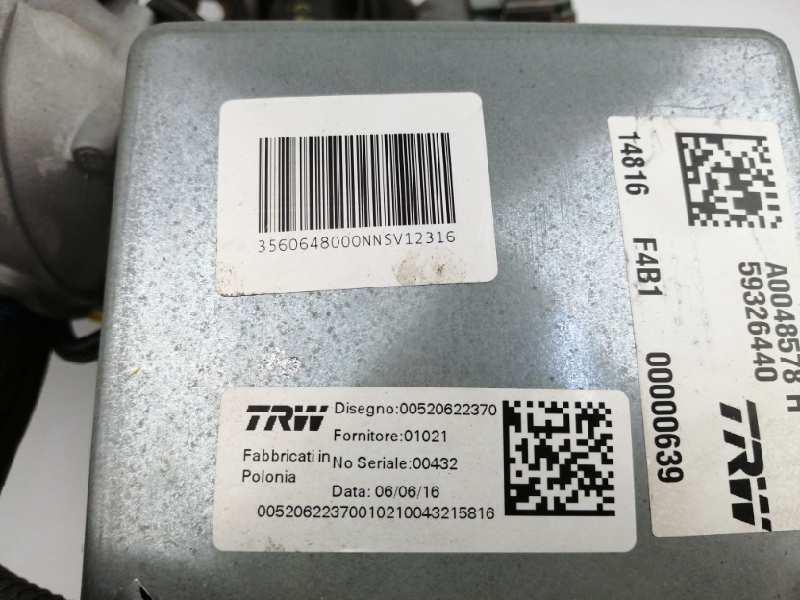 3560648000NNSV12316
TRW
Disegno:00520622370
Fornitore:01021
Fabbricati in Polonia
No Seriale:00432
Data: 06/06/16
00520622370010210043215816
14816 F4B1 00000639
A0048578 H
59326440
TRW